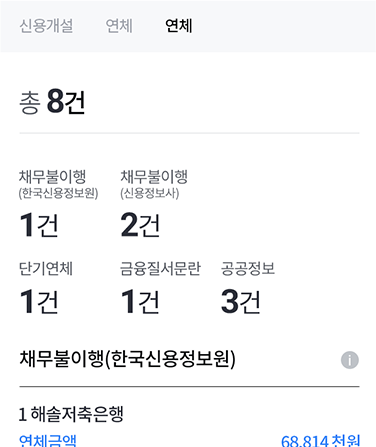 신용개설 연체 연체
총 8건
채무불이행 채무불이행
(한국신용정보원) (신용정보사)
1건 2건
단기연체 금융질서문란 공공정보
1건 1건 3건
채무불이행(한국신용정보원)
1 해솔저축은행
연체금액 68,814 천원